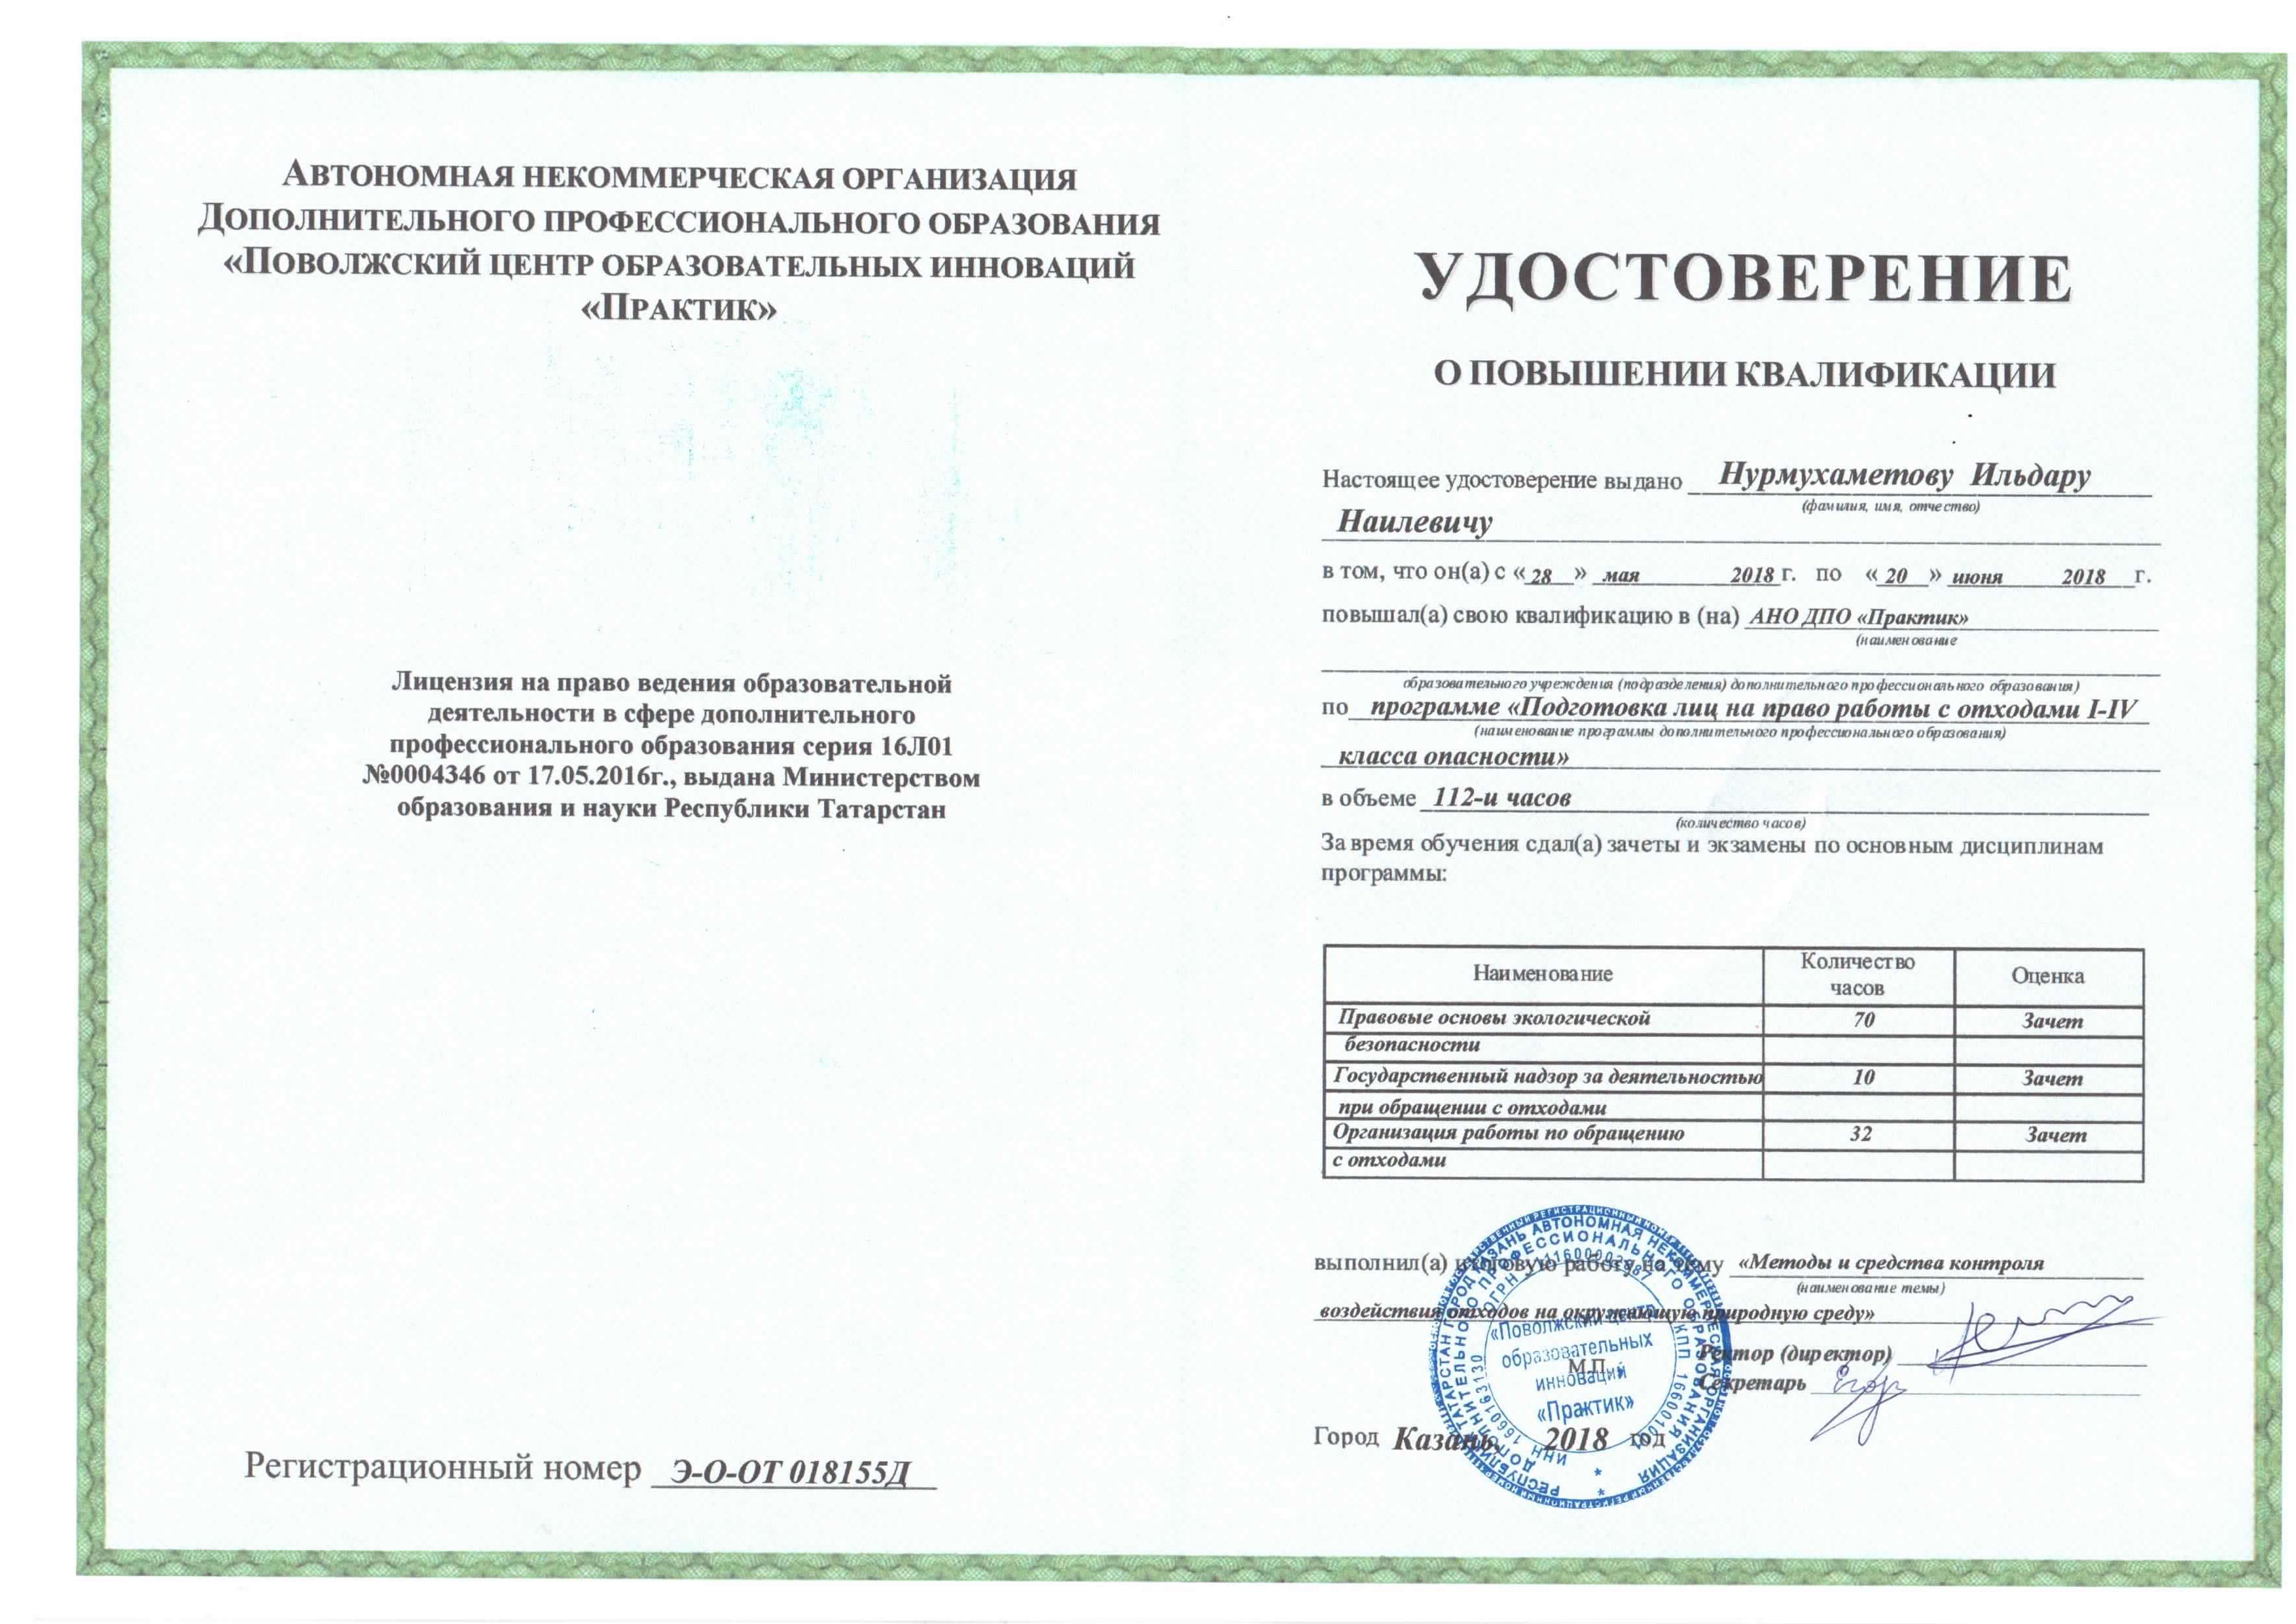 АВТОНОМНАЯ НЕКОММЕРЧЕСКАЯ ОРГАНИЗАЦИЯ
ДОПОЛНИТЕЛЬНОГО ПРОФЕССИОНАЛЬНОГО ОБРАЗОВАНИЯ
«ПОВОЛЖСКИЙ ЦЕНТР ОБРАЗОВАТЕЛЬНЫХ ИННОВАЦИЙ
«ПРАКТИК»
Лицензия на право ведения образовательной
деятельности в сфере дополнительного
профессионального образования серия 16Л01
№0004346 от 17.05.2016г., выдана Министерством
образования и науки Республики Татарстан
Регистрационный номер Э-О-ОТ 018155Д
УДОСТОВЕРЕНИЕ
О ПОВЫШЕНИИ КВАЛИФИКАЦИИ
Настоящее удостоверение выдано Нурмухаметову Ильдару
(фамилия, имя, отчество)
Наилевичу
в том, что он(а) с «28» мая 2018 г. по «20» июня 2018 г.
повышал(а) свою квалификацию в (на) АНО ДПО «Практик»
(наименование
образовательного учреждения (подразделения) дополнительного профессионального образования)
по программе «Подготовка лиц на право работы с отходами I-IV
(наименование программы дополнительного профессионального образования)
класса опасности»
в объеме 112-и часов
(количество часов)
За время обучения сдал(а) зачеты и экзамены по основным дисциплинам
программы:
Наименование Количество часов Оценка
Правовые основы экологической 70 Зачет
безопасности
Государственный надзор за деятельностью 10 Зачет
при обращении с отходами
Организация работы по обращению 32 Зачет
с отходами
выполнил(а) итоговую работу на тему «Методы и средства контроля
(наименование темы)
воздействия отходов на окружающую природную среду»
Ректор (директор)
М.П.
Секретарь
Город Казань, 2018 год
РЕСПУБЛИКА ТАТАРСТАН ГОРОД КАЗАНЬ АВТОНОМНАЯ НЕКОММЕРЧЕСКАЯ ОРГАНИЗАЦИЯ
ДОПОЛНИТЕЛЬНОГО ПРОФЕССИОНАЛЬНОГО ОБРАЗОВАНИЯ
ИНН 1660163130 ОГРН КПП 166001001
«Поволжский центр
образовательных
инноваций
«Практик»